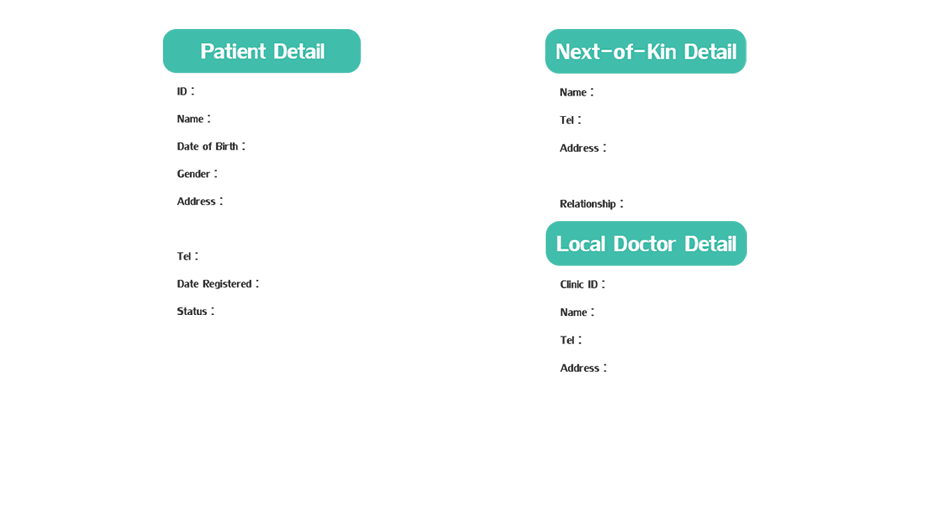 Patient Detail
ID :
Name :
Date of Birth :
Gender :
Address :
Tel :
Date Registered :
Status :
Next-of-Kin Detail
Name :
Tel :
Address :
Relationship :
Local Doctor Detail
Clinic ID :
Name :
Tel :
Address :